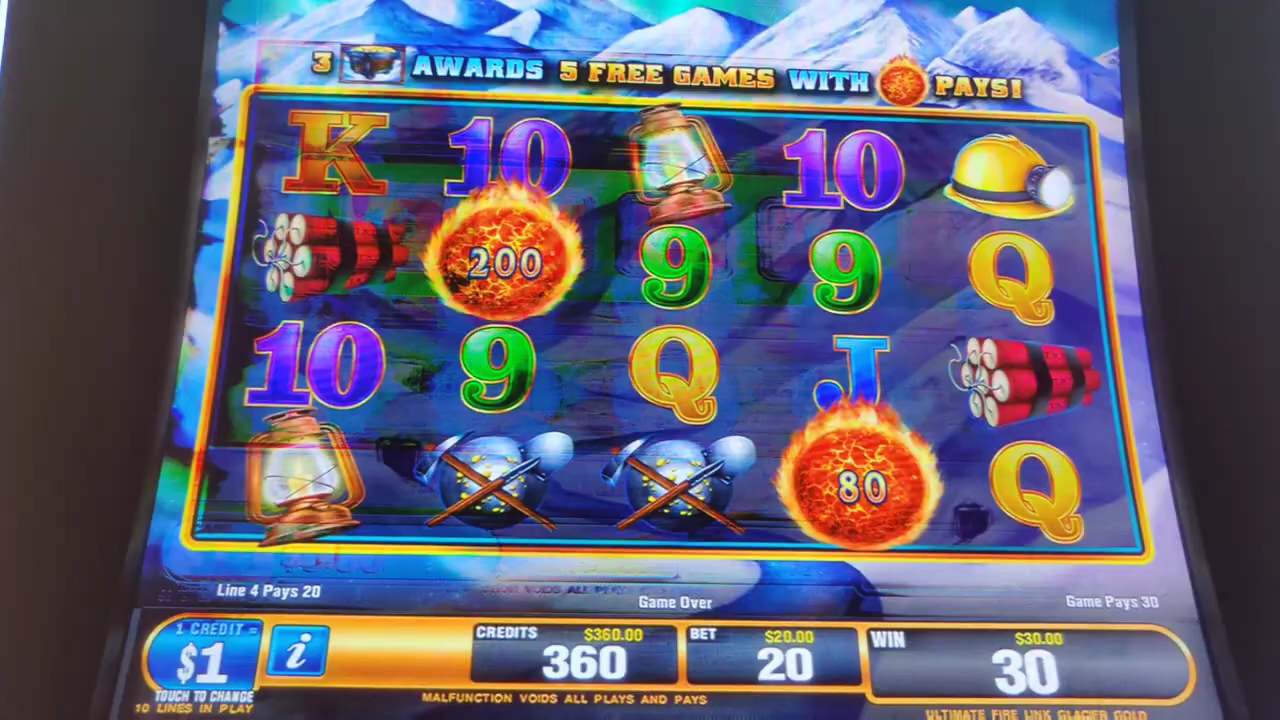 3 AWARDS 5 FREE GAMES WITH PAYS!
K 10 10
200 9 9 Q
10 9 Q J
80 Q
Line 4 Pays 20
Game Over
Game Pays 30
1 CREDIT =
$1
TOUCH TO CHANGE
10 LINES IN PLAY
i
CREDITS $360.00
360
BET $20.00
20
WIN $30.00
30
MALFUNCTION VOIDS ALL PLAYS AND PAYS
ULTIMATE FIRE LINK GLACIER GOLD